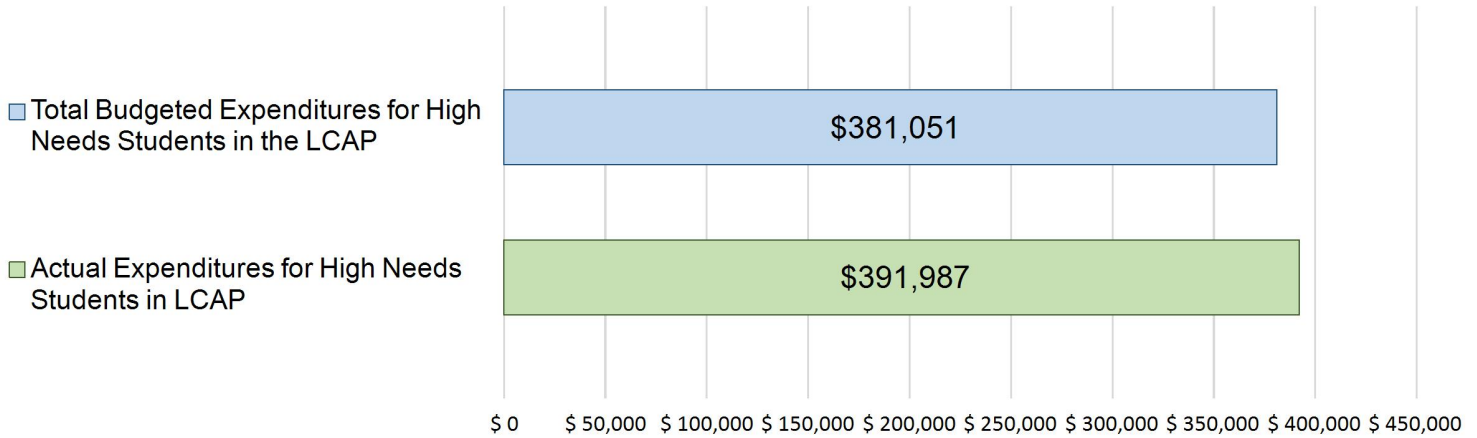 Total Budgeted Expenditures for High
Needs Students in the LCAP
$381,051
Actual Expenditures for High Needs
Students in LCAP
$391,987
$ 0 $ 50,000 $ 100,000 $ 150,000 $ 200,000 $ 250,000 $ 300,000 $ 350,000 $ 400,000 $ 450,000